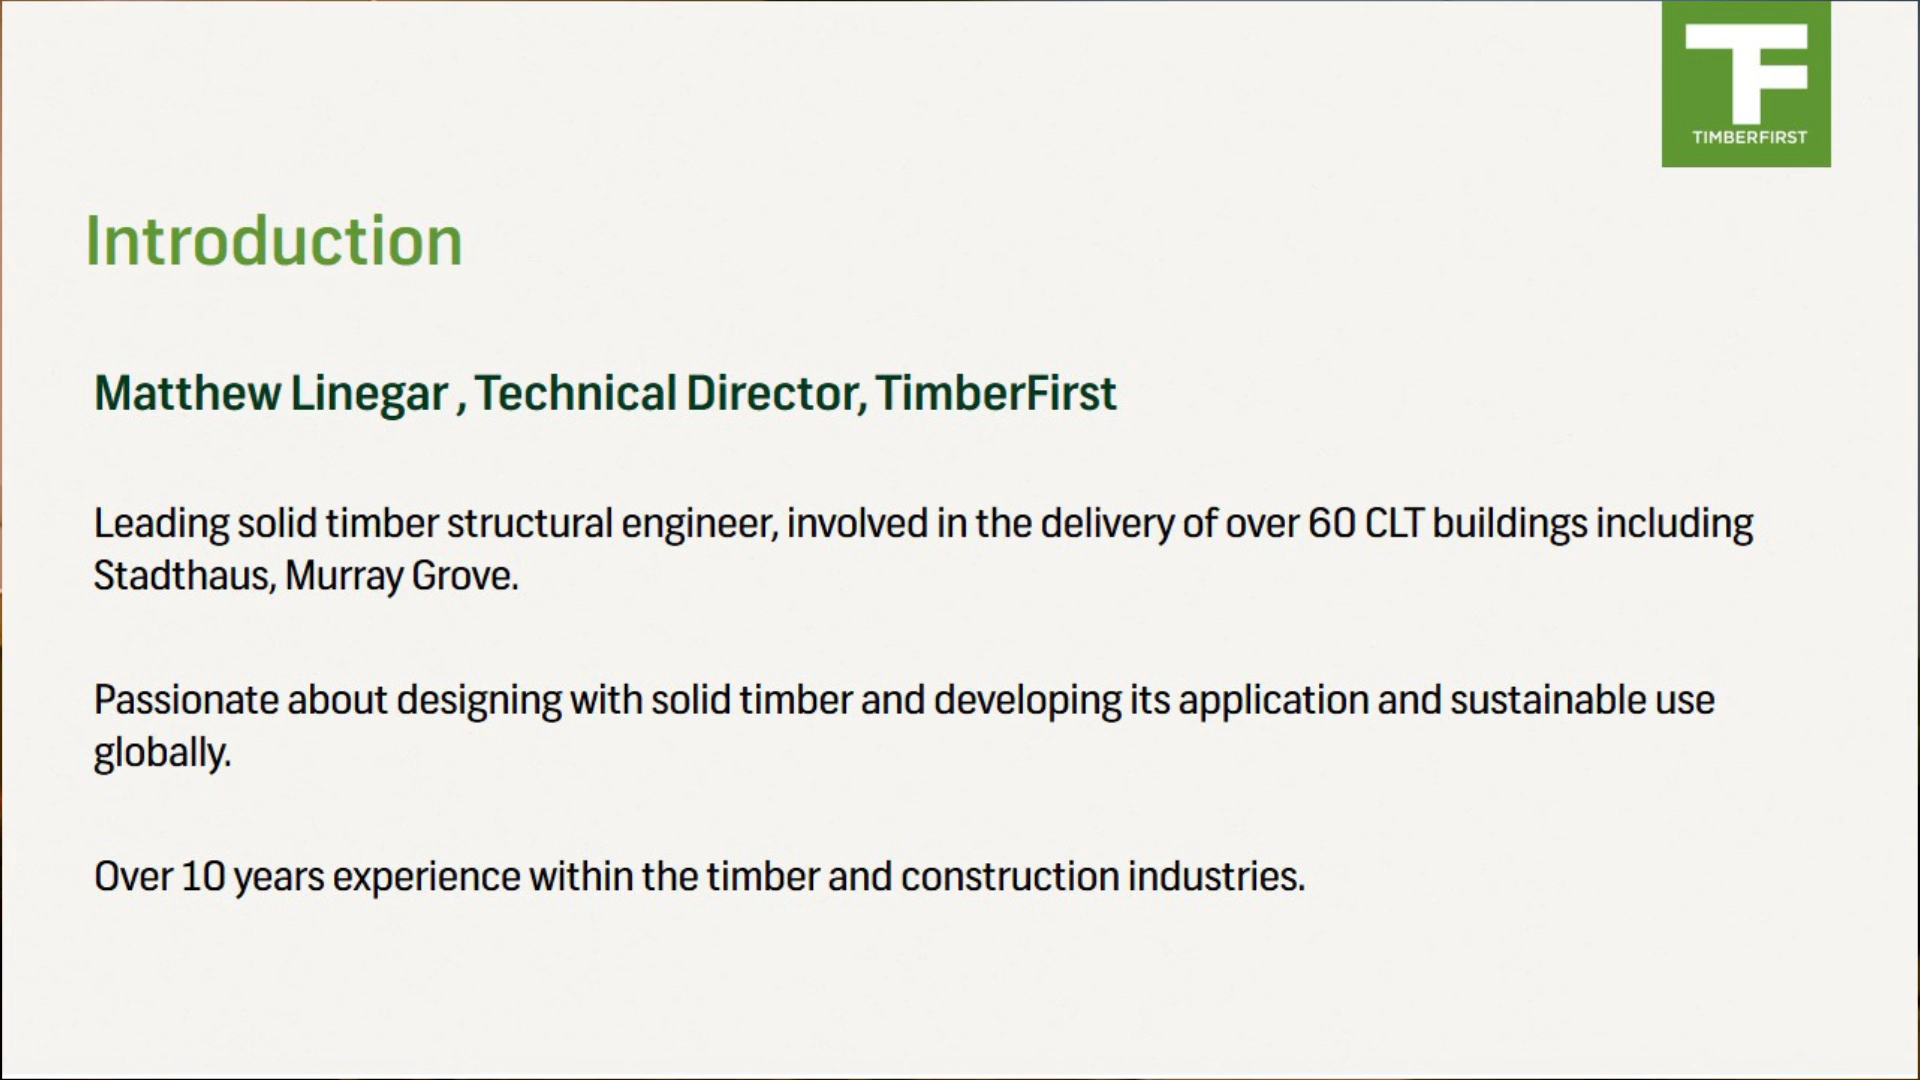 TF
TIMBERFIRST
Introduction
Matthew Linegar , Technical Director, TimberFirst
Leading solid timber structural engineer, involved in the delivery of over 60 CLT buildings including
Stadthaus, Murray Grove.
Passionate about designing with solid timber and developing its application and sustainable use
globally.
Over 10 years experience within the timber and construction industries.